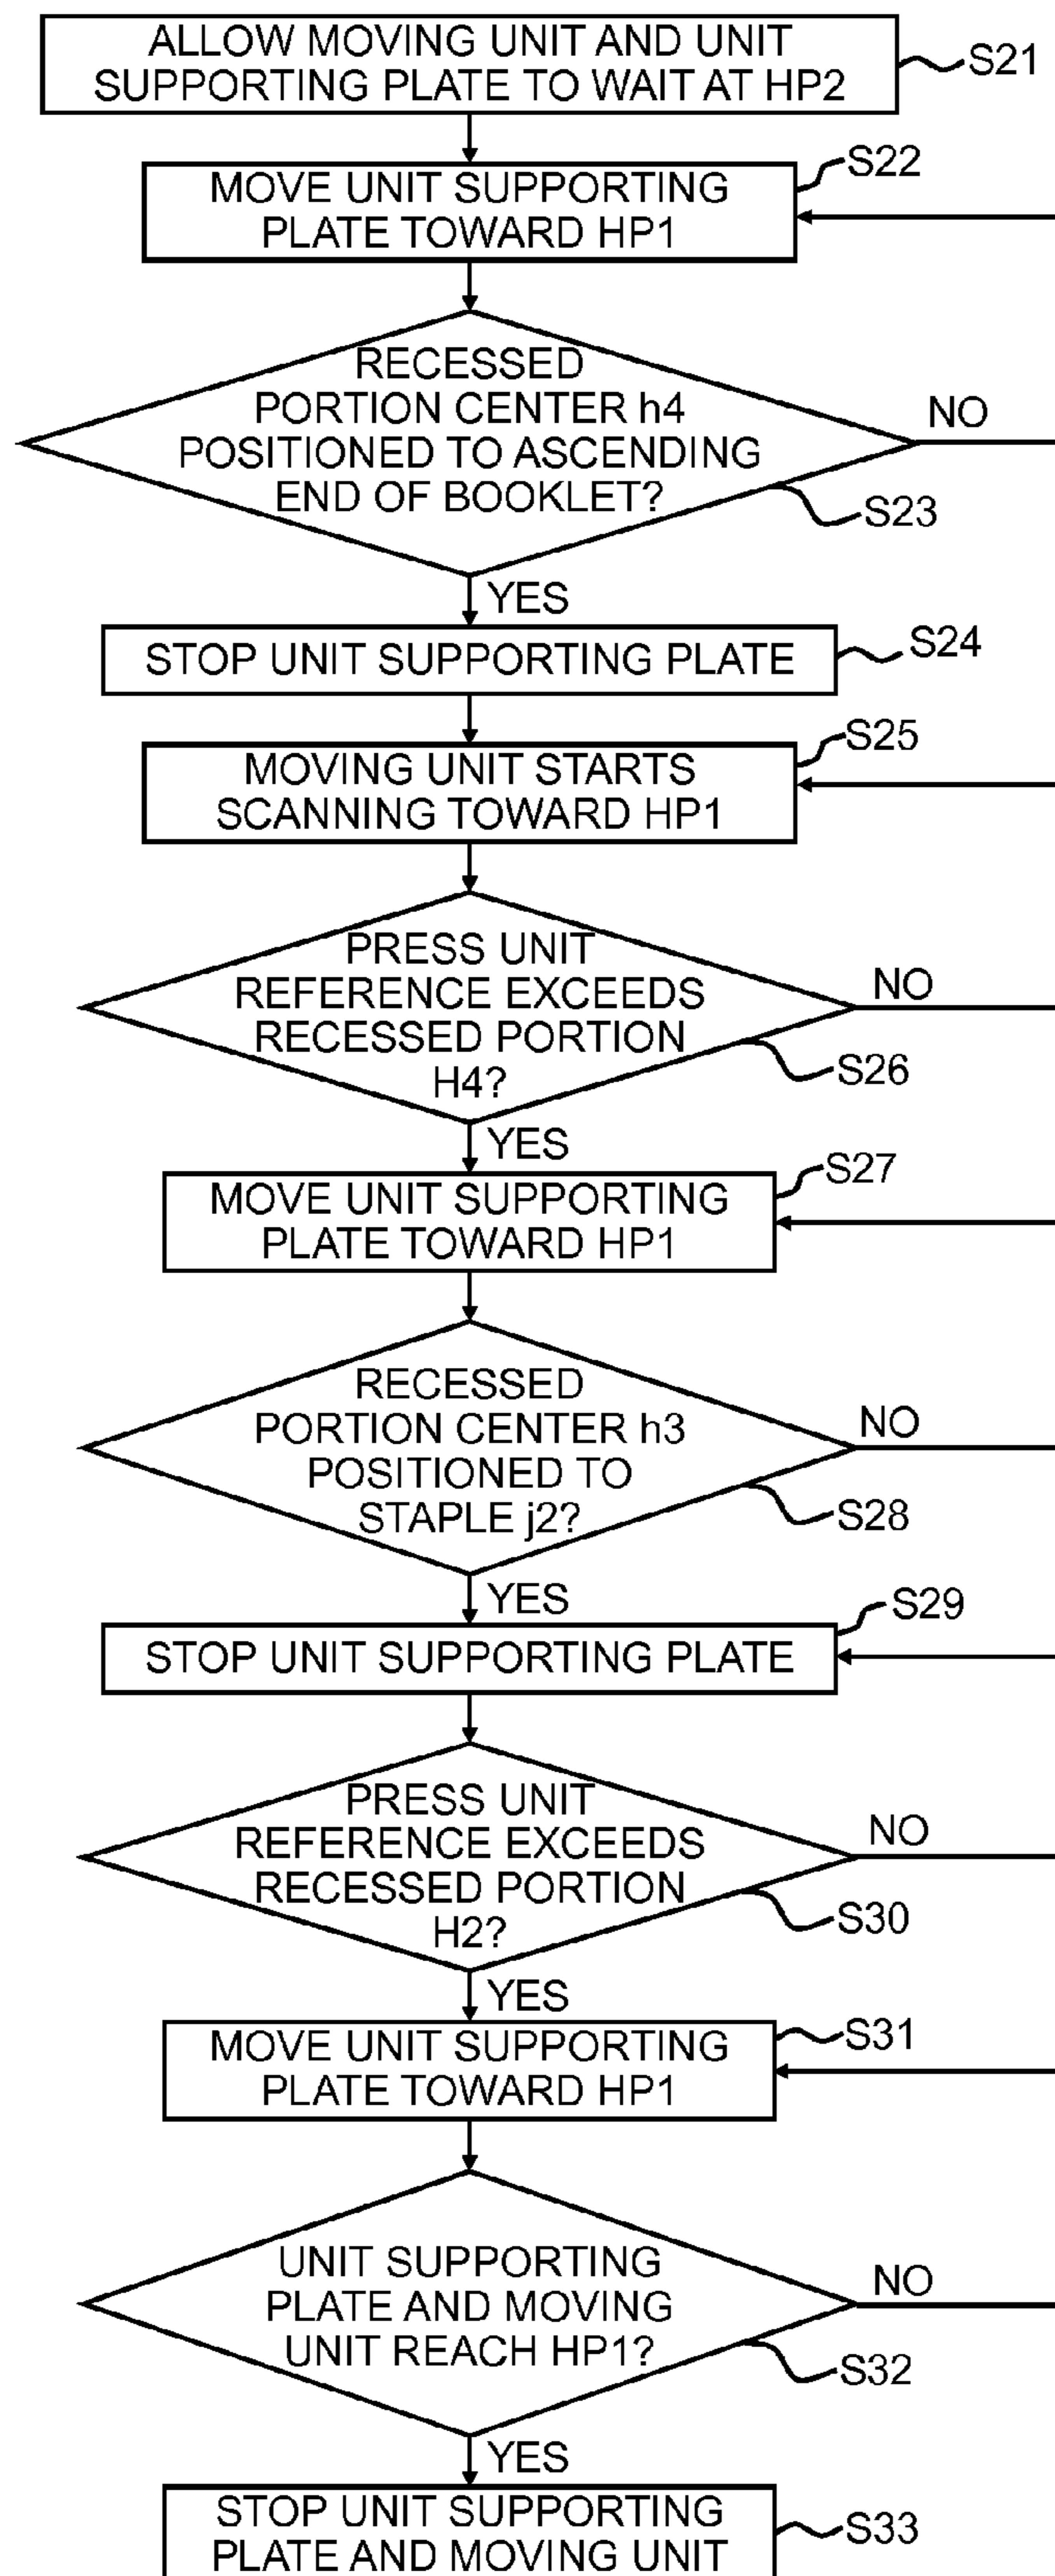 ALLOW MOVING UNIT AND UNIT
SUPPORTING PLATE TO WAIT AT HP2
S21
S22
MOVE UNIT SUPPORTING
PLATE TOWARD HP1
RECESSED
PORTION CENTER h4
POSITIONED TO ASCENDING
END OF BOOKLET?
NO
S23
YES
STOP UNIT SUPPORTING PLATE
S24
S25
MOVING UNIT STARTS
SCANNING TOWARD HP1
PRESS UNIT
REFERENCE EXCEEDS
RECESSED PORTION
H4?
NO
S26
YES
S27
MOVE UNIT SUPPORTING
PLATE TOWARD HP1
RECESSED
PORTION CENTER h3
POSITIONED TO
STAPLE j2?
NO
S28
YES
S29
STOP UNIT SUPPORTING PLATE
PRESS UNIT
REFERENCE EXCEEDS
RECESSED PORTION
H2?
NO
S30
YES
MOVE UNIT SUPPORTING
PLATE TOWARD HP1
S31
UNIT SUPPORTING
PLATE AND MOVING
UNIT REACH HP1?
NO
S32
YES
STOP UNIT SUPPORTING
PLATE AND MOVING UNIT
S33